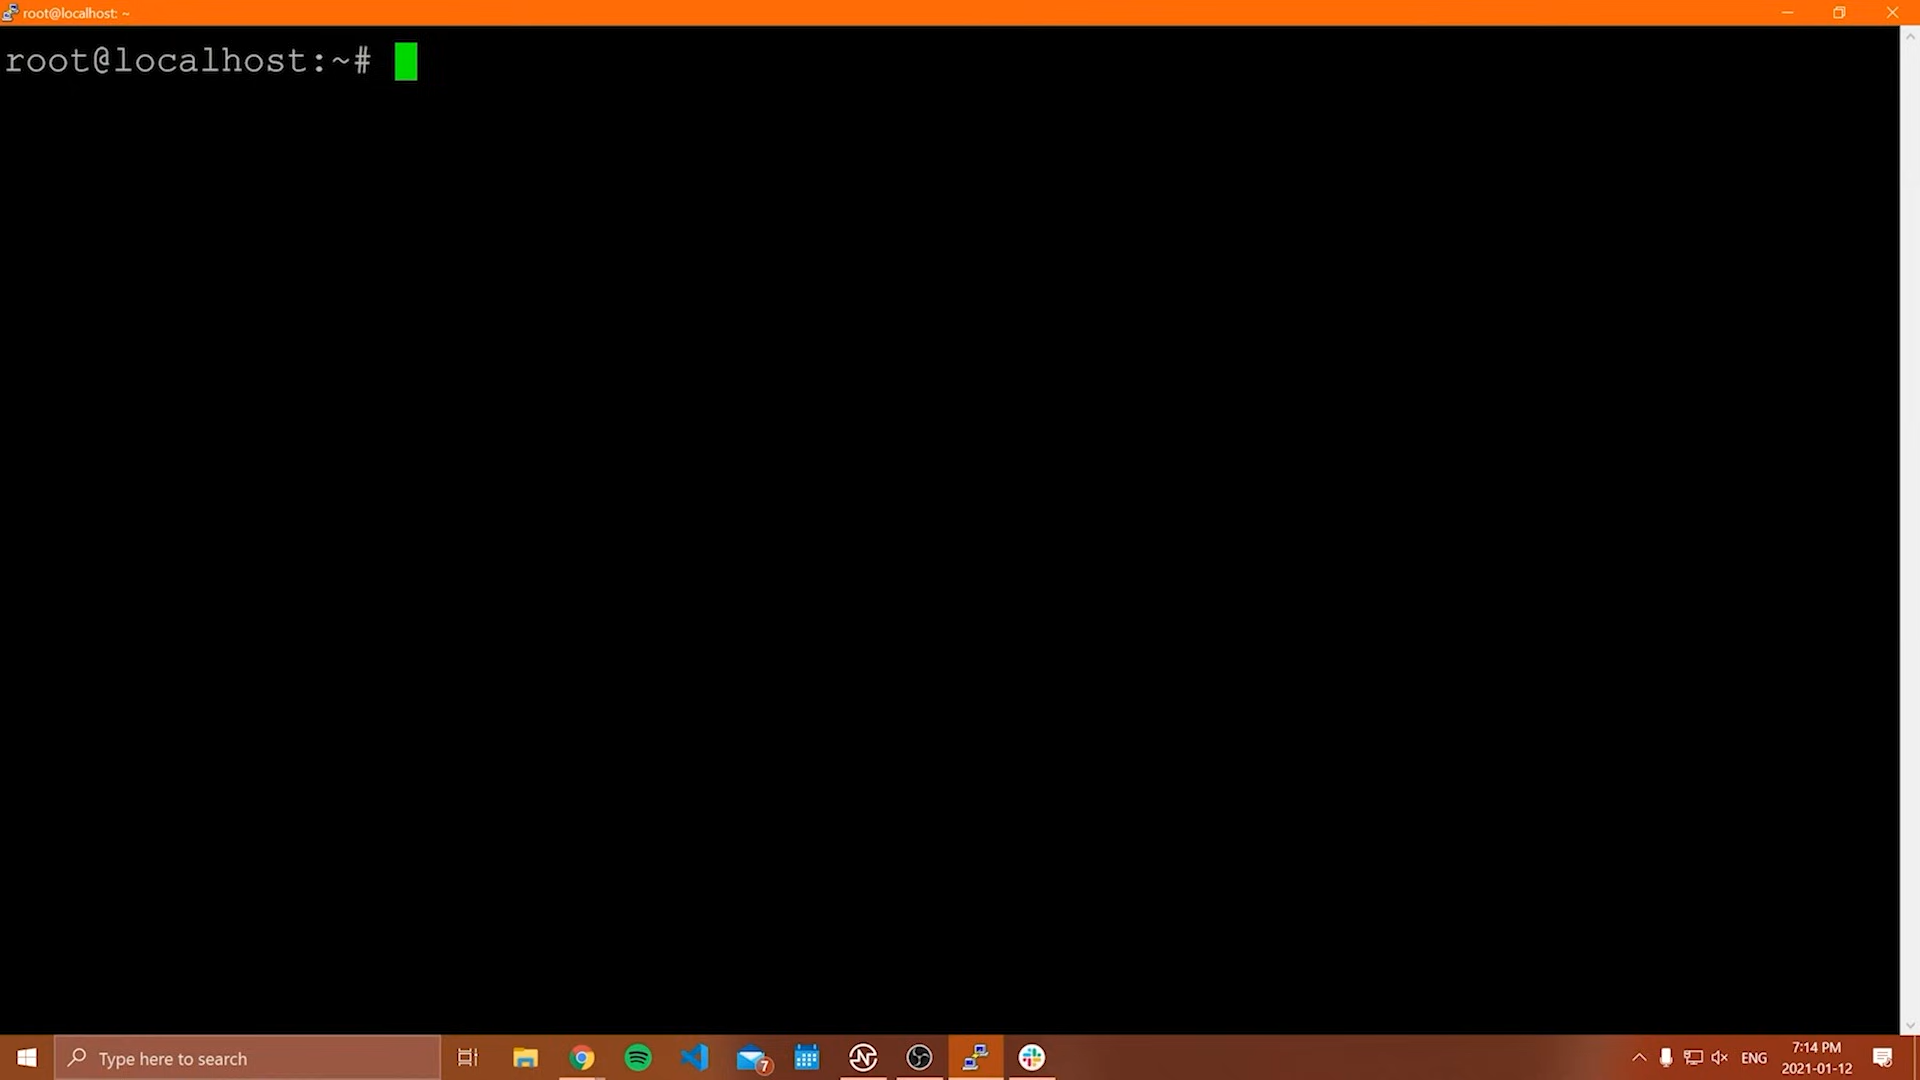 root@localhost: ~
root@localhost:~#
Type here to search
7
ENG
7:14 PM
2021-01-12